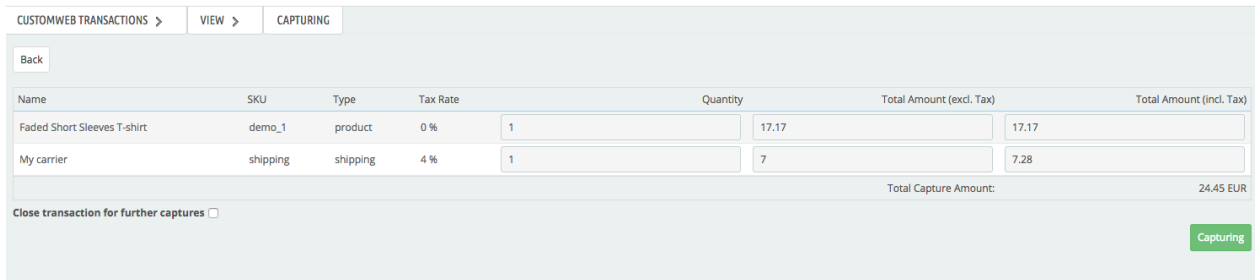 CUSTOMWEB TRANSACTIONS > VIEW > CAPTURING
Back
Name SKU Type Tax Rate Quantity Total Amount (excl. Tax) Total Amount (incl. Tax)
Faded Short Sleeves T-shirt demo_1 product 0 % 1 17.17 17.17
My carrier shipping shipping 4 % 1 7 7.28
Total Capture Amount: 24.45 EUR
Close transaction for further captures
Capturing